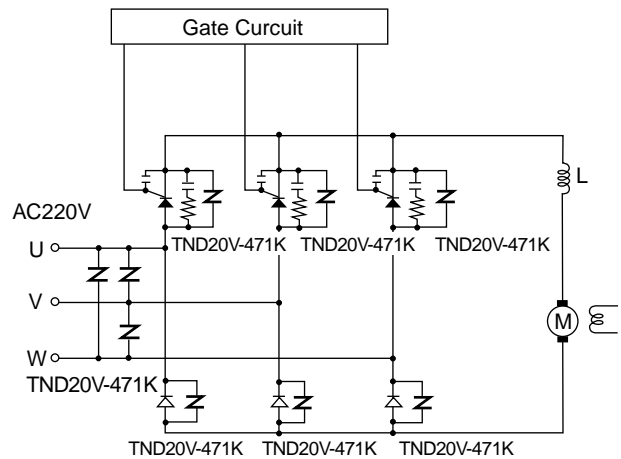 Gate Curcuit
L
AC220V
TND20V-471K TND20V-471K TND20V-471K
U
V
M
W
TND20V-471K
TND20V-471K TND20V-471K TND20V-471K